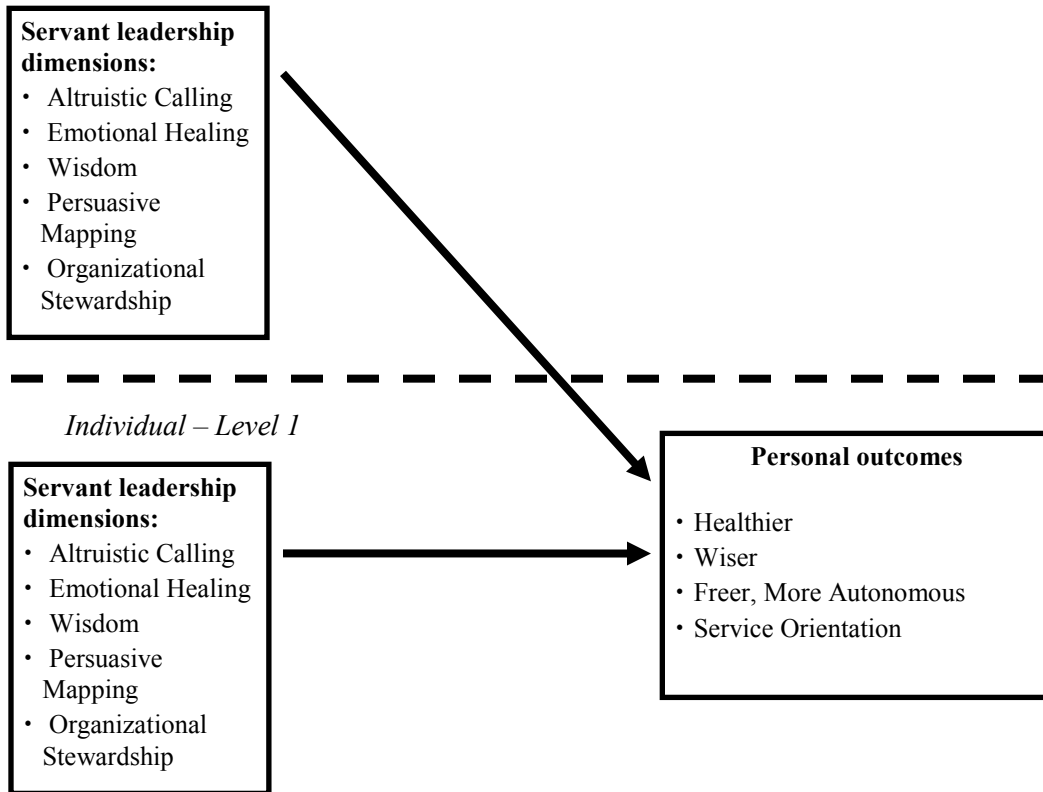 Servant leadership
dimensions:
· Altruistic Calling
· Emotional Healing
· Wisdom
· Persuasive
Mapping
· Organizational
Stewardship
Individual – Level 1
Servant leadership
dimensions:
· Altruistic Calling
· Emotional Healing
· Wisdom
· Persuasive
Mapping
· Organizational
Stewardship
Personal outcomes
· Healthier
· Wiser
· Freer, More Autonomous
· Service Orientation